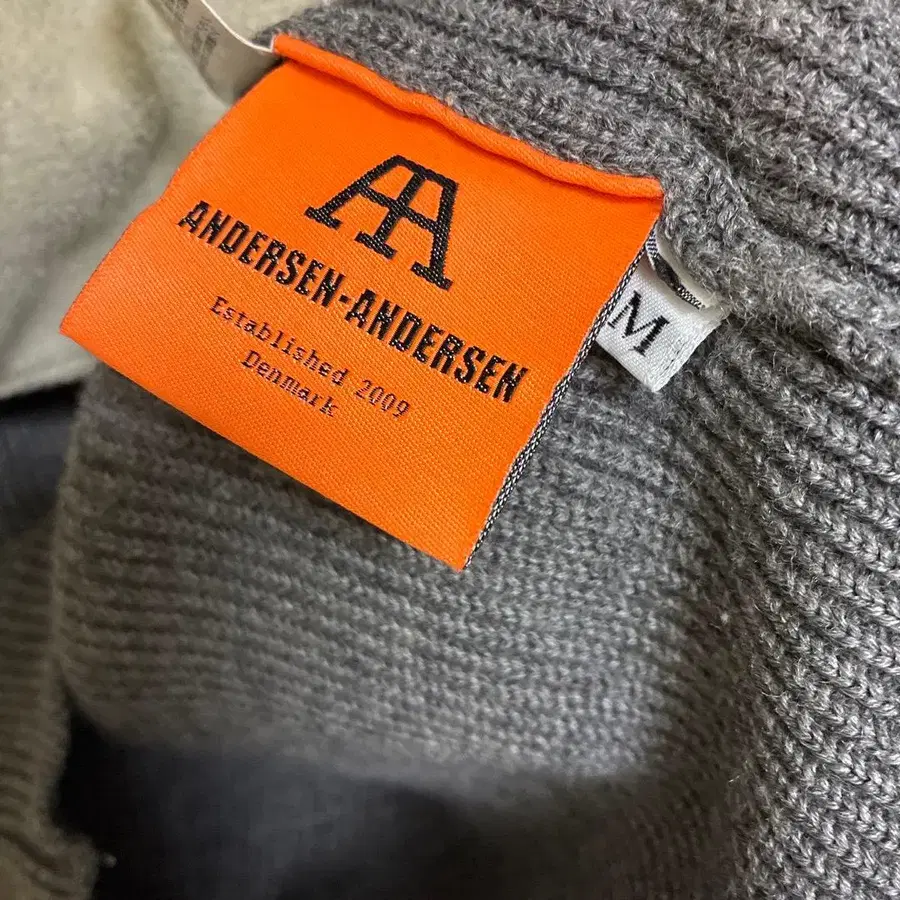 AA
ANDERSEN-ANDERSEN
Established 2009
Denmark
M